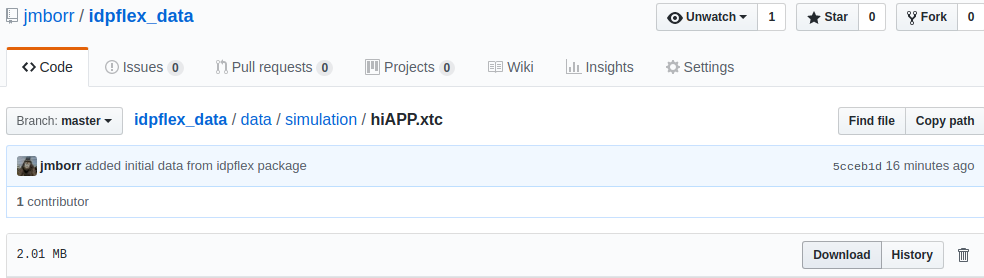 jmborr / idpflex_data Unwatch 1 Star 0 Fork 0
Code Issues 0 Pull requests 0 Projects 0 Wiki Insights Settings
Branch: master idpflex_data / data / simulation / hiAPP.xtc Find file Copy path
jmborr added initial data from idpflex package 5cceb1d 16 minutes ago
1 contributor
2.01 MB Download History